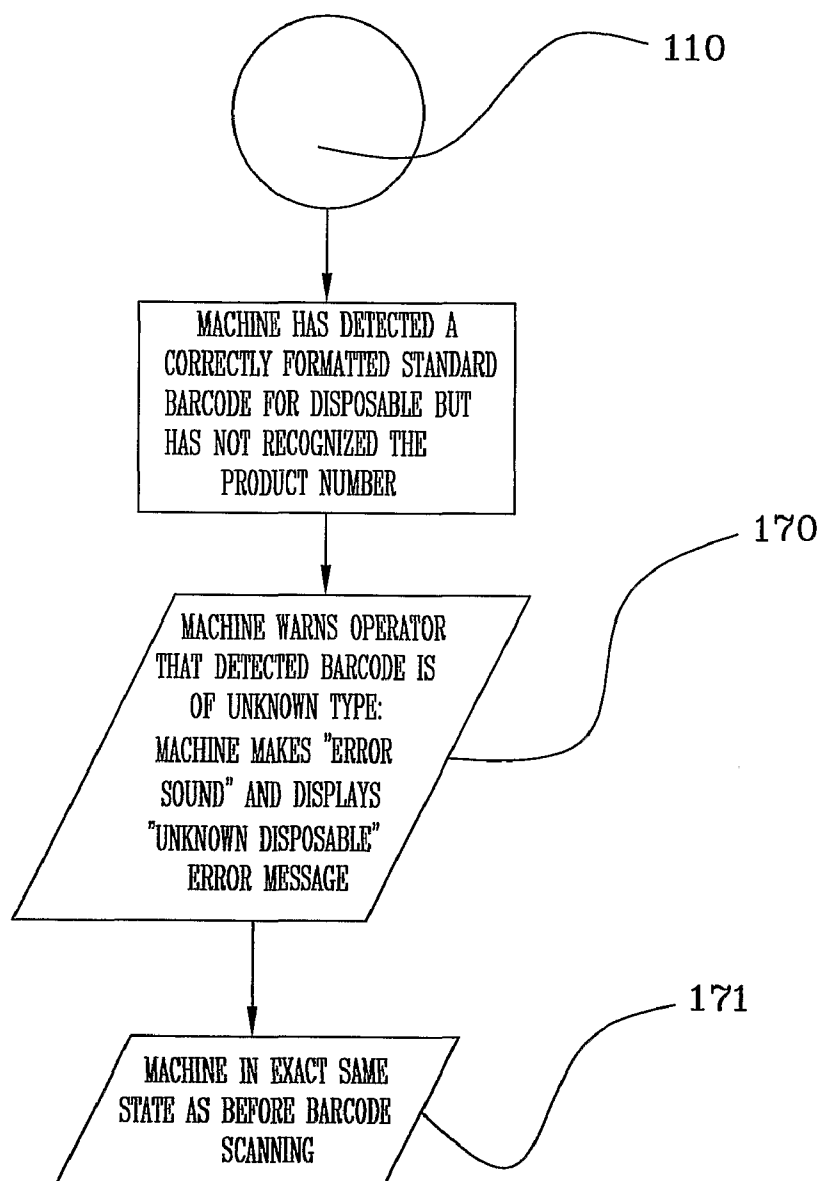 110
MACHINE HAS DETECTED A
CORRECTLY FORMATTED STANDARD
BARCODE FOR DISPOSABLE BUT
HAS NOT RECOGNIZED THE
PRODUCT NUMBER
170
MACHINE WARNS OPERATOR
THAT DETECTED BARCODE IS
OF UNKNOWN TYPE:
MACHINE MAKES "ERROR
SOUND" AND DISPLAYS
"UNKNOWN DISPOSABLE"
ERROR MESSAGE
171
MACHINE IN EXACT SAME
STATE AS BEFORE BARCODE
SCANNING